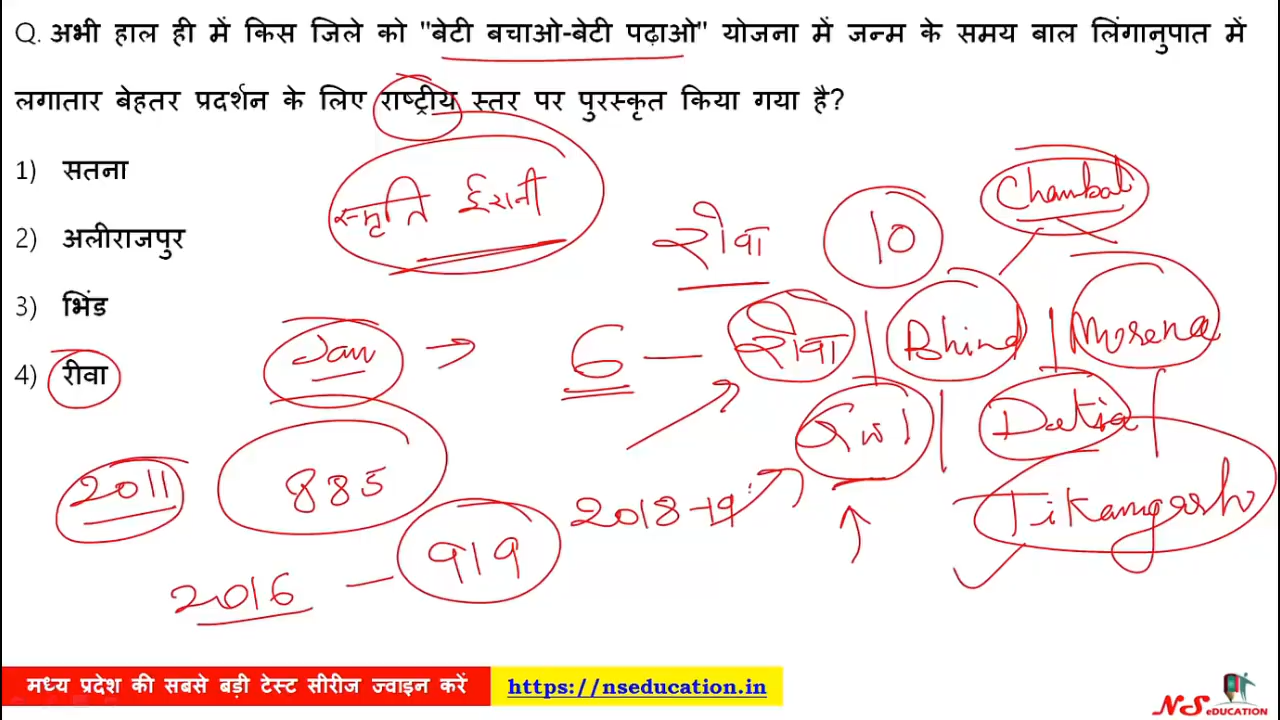 Q. अभी हाल ही में किस जिले को "बेटी बचाओ-बेटी पढ़ाओ" योजना में जन्म के समय बाल लिंगानुपात में
लगातार बेहतर प्रदर्शन के लिए राष्ट्रीय स्तर पर पुरस्कृत किया गया है?
1) सतना
2) अलीराजपुर
3) भिंड
4) रीवा
स्मृति ईरानी
रीवा 10
Chambal
Jan → 6 — रीवा | Bhind | Morena
| Datia |
Tikamgarh
2011 885
2018-19
2016 — 919
मध्य प्रदेश की सबसे बड़ी टेस्ट सीरीज ज्वाइन करें
https://nseducation.in
NS eDUCATION